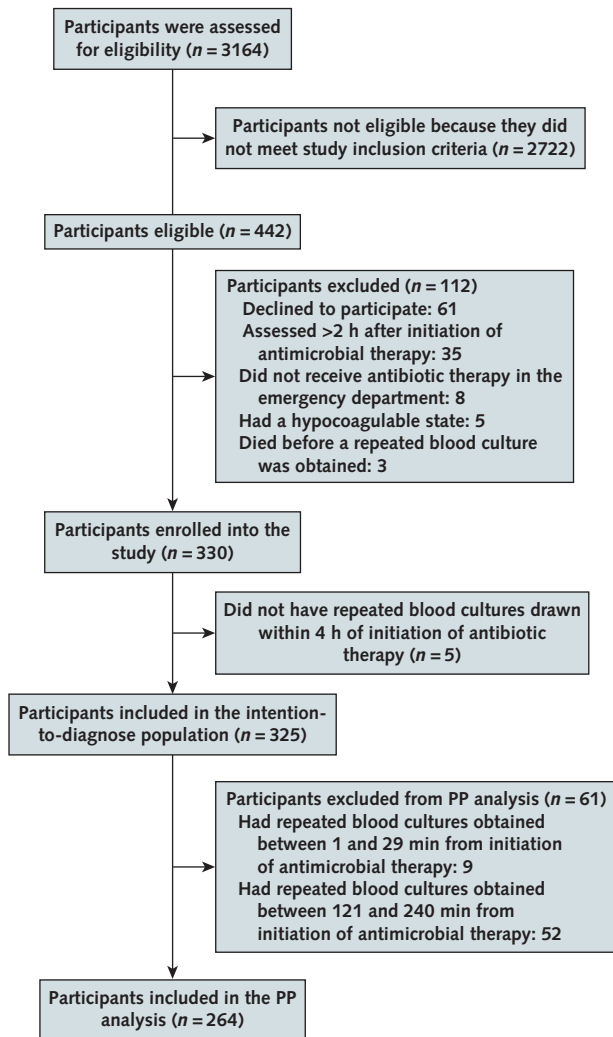 Participants were assessed
for eligibility (n = 3164)
Participants not eligible because they did
not meet study inclusion criteria (n = 2722)
Participants eligible (n = 442)
Participants excluded (n = 112)
Declined to participate: 61
Assessed >2 h after initiation of
antimicrobial therapy: 35
Did not receive antibiotic therapy in the
emergency department: 8
Had a hypocoagulable state: 5
Died before a repeated blood culture
was obtained: 3
Participants enrolled into the
study (n = 330)
Did not have repeated blood cultures drawn
within 4 h of initiation of antibiotic
therapy (n = 5)
Participants included in the intention-
to-diagnose population (n = 325)
Participants excluded from PP analysis (n = 61)
Had repeated blood cultures obtained
between 1 and 29 min from initiation
of antimicrobial therapy: 9
Had repeated blood cultures obtained
between 121 and 240 min from
initiation of antimicrobial therapy: 52
Participants included in the PP
analysis (n = 264)